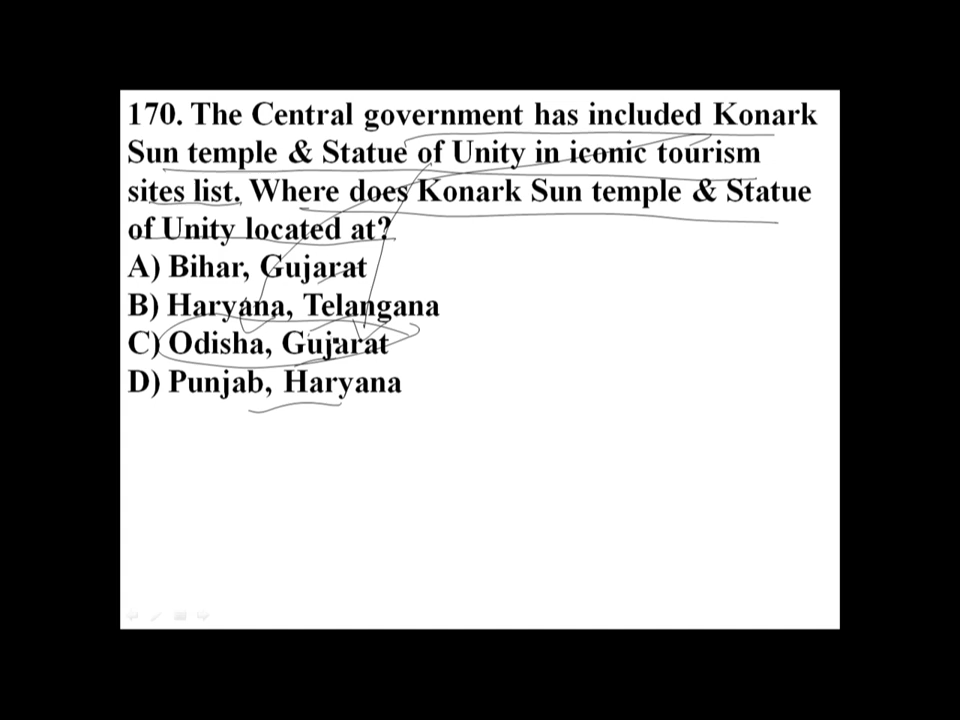 170. The Central government has included Konark
Sun temple & Statue of Unity in iconic tourism
sites list. Where does Konark Sun temple & Statue
of Unity located at?
A) Bihar, Gujarat
B) Haryana, Telangana
C) Odisha, Gujarat
D) Punjab, Haryana